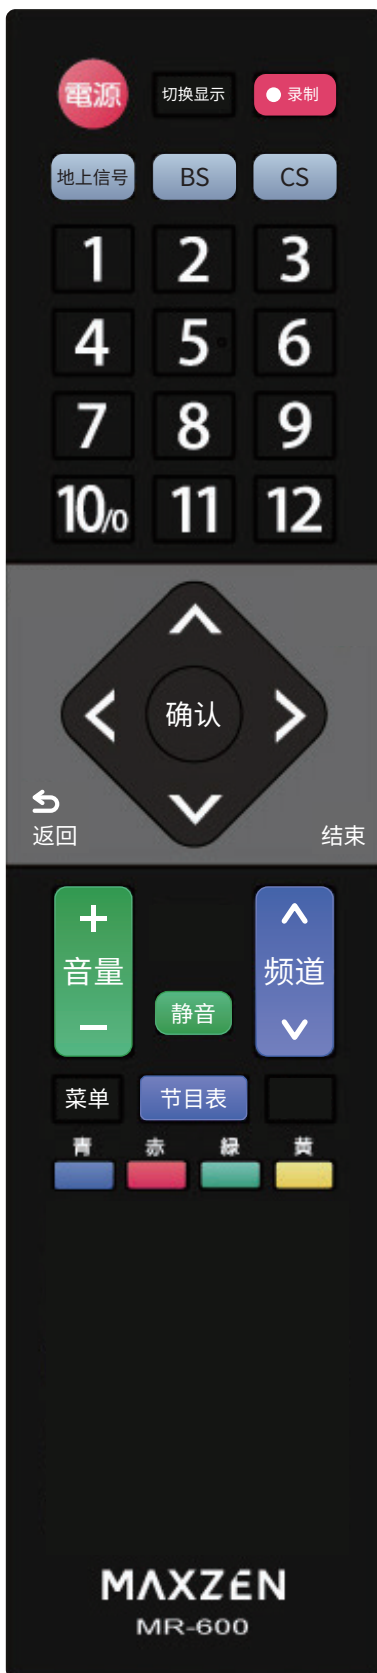 電源 切换显示 录制
地上信号 BS CS
1 2 3
4 5 6
7 8 9
10/0 11 12
确认
返回 结束
音量 频道
静音
菜单 节目表
青 赤 緑 黄
MAXZEN
MR-600